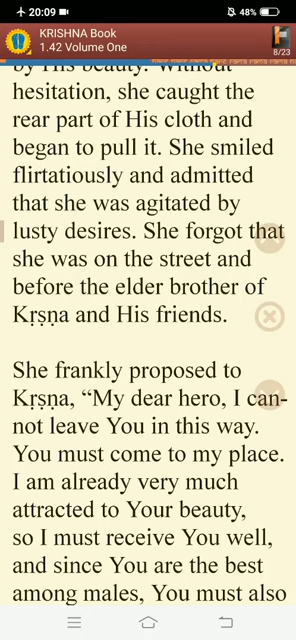 20:09
48%
KRISHNA Book
1.42 Volume One
8/23
by His beauty. Without
hesitation, she caught the
rear part of His cloth and
began to pull it. She smiled
flirtatiously and admitted
that she was agitated by
lusty desires. She forgot that
she was on the street and
before the elder brother of
Kṛṣṇa and His friends.
She frankly proposed to
Kṛṣṇa, “My dear hero, I can-
not leave You in this way.
You must come to my place.
I am already very much
attracted to Your beauty,
so I must receive You well,
and since You are the best
among males, You must also